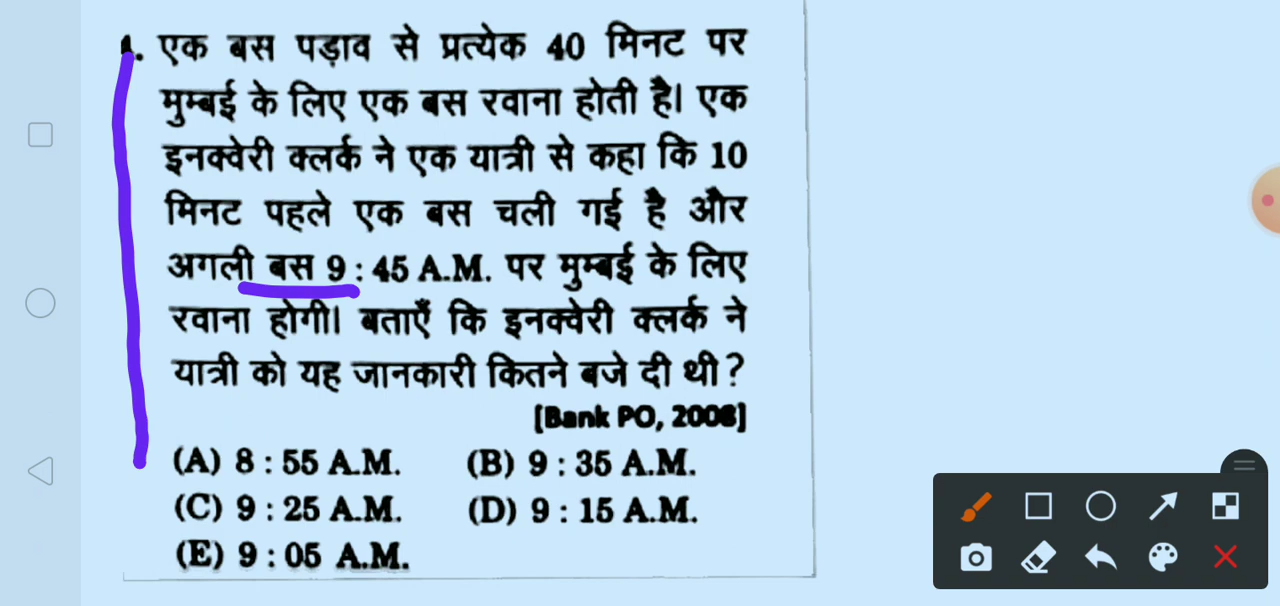 1. एक बस पड़ाव से प्रत्येक 40 मिनट पर
मुम्बई के लिए एक बस रवाना होती है। एक
इनक्वेरी क्लर्क ने एक यात्री से कहा कि 10
मिनट पहले एक बस चली गई है और
अगली बस 9 : 45 A.M. पर मुम्बई के लिए
रवाना होगी। बताएँ कि इनक्वेरी क्लर्क ने
यात्री को यह जानकारी कितने बजे दी थी?
[Bank PO, 2008]
(A) 8 : 55 A.M. (B) 9 : 35 A.M.
(C) 9 : 25 A.M. (D) 9 : 15 A.M.
(E) 9 : 05 A.M.